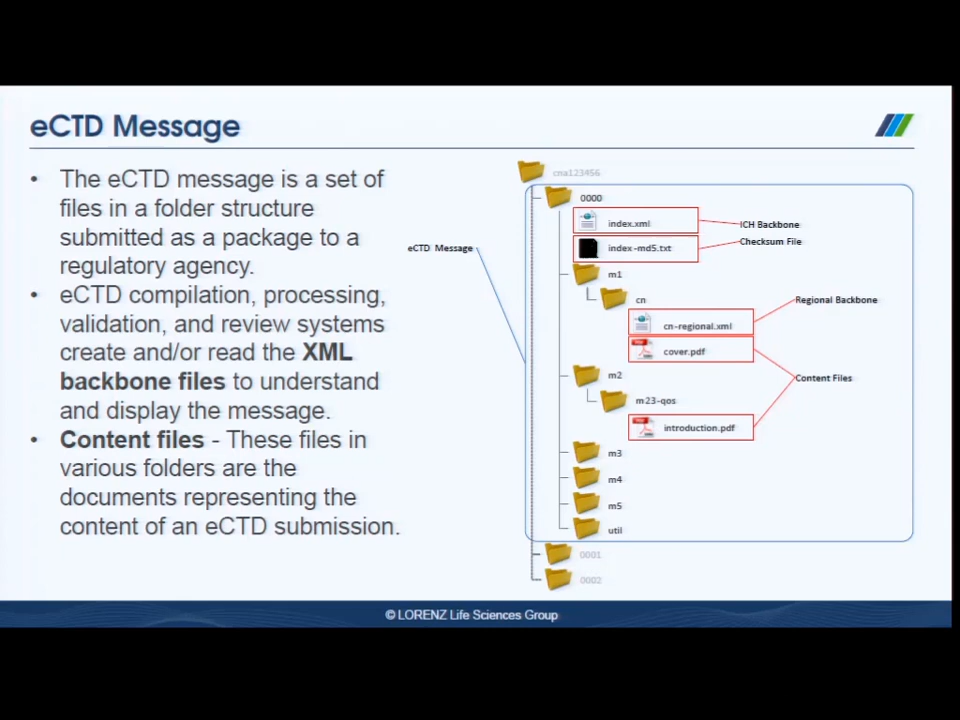 eCTD Message
• The eCTD message is a set of
files in a folder structure
submitted as a package to a
regulatory agency.
• eCTD compilation, processing,
validation, and review systems
create and/or read the XML
backbone files to understand
and display the message.
• Content files - These files in
various folders are the
documents representing the
content of an eCTD submission.
eCTD Message
cna123456
0000
index.xml
ICH Backbone
index-md5.txt
Checksum File
m1
cn
cn-regional.xml
Regional Backbone
cover.pdf
Content Files
m2
m23-qos
introduction.pdf
m3
m4
m5
util
0001
0002
© LORENZ Life Sciences Group